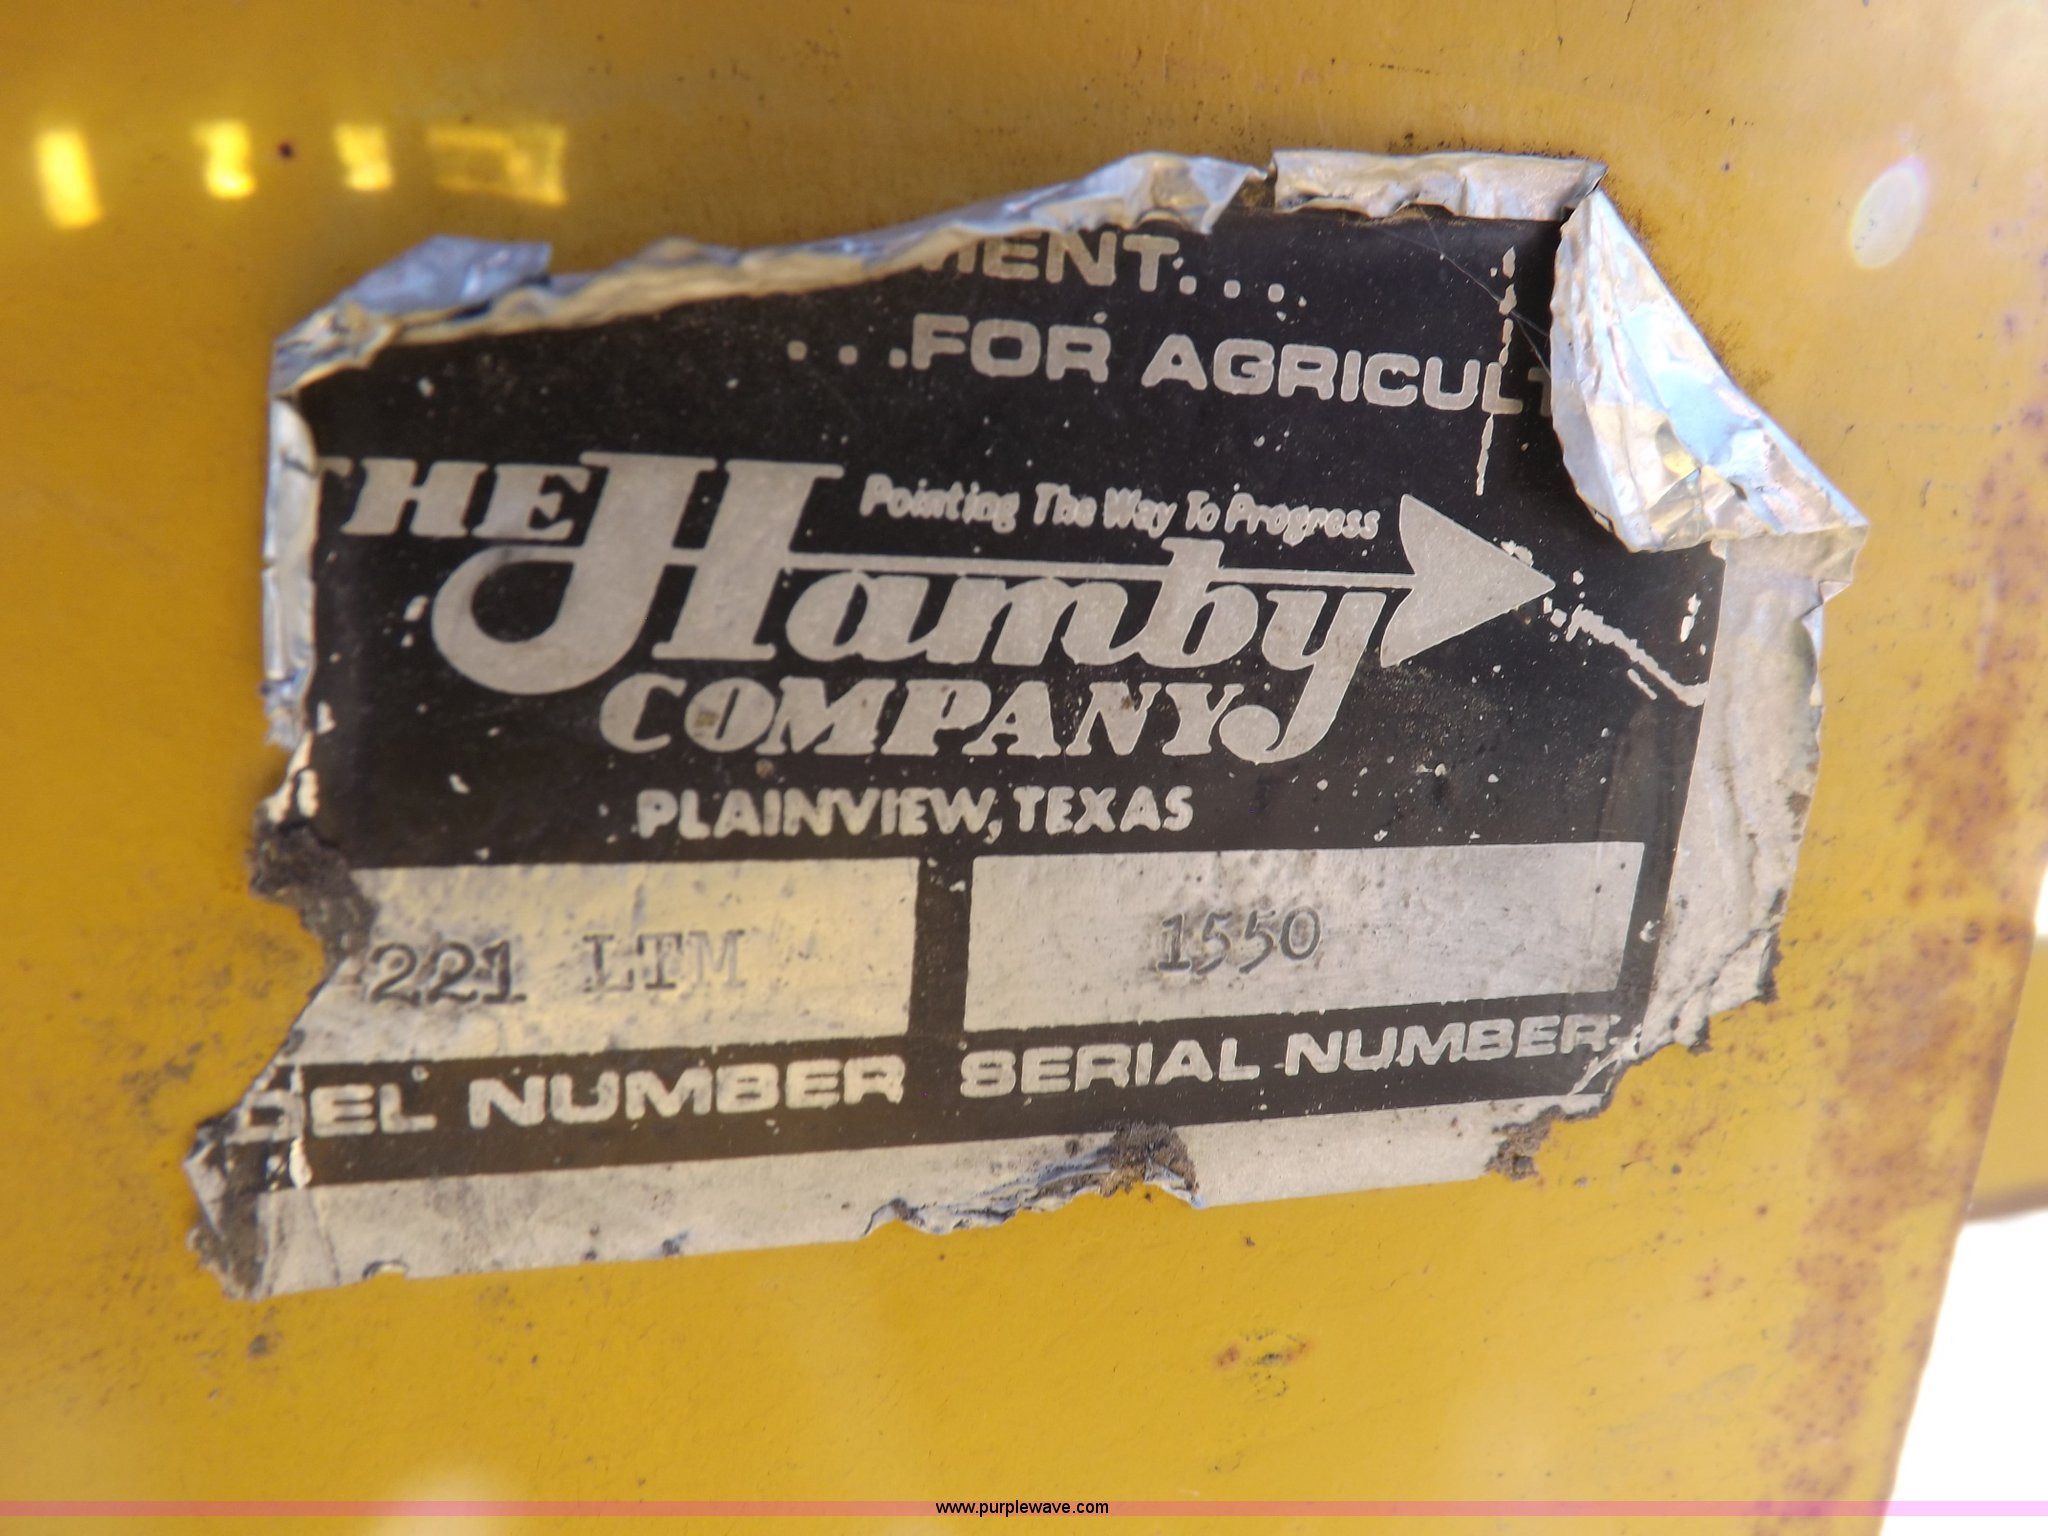 MENT....
...FOR AGRICULT
THE Hamby
Pointing The Way To Progress
COMPANY
PLAINVIEW, TEXAS
221 LTM
1550
DEL NUMBER
SERIAL NUMBER
www.purplewave.com